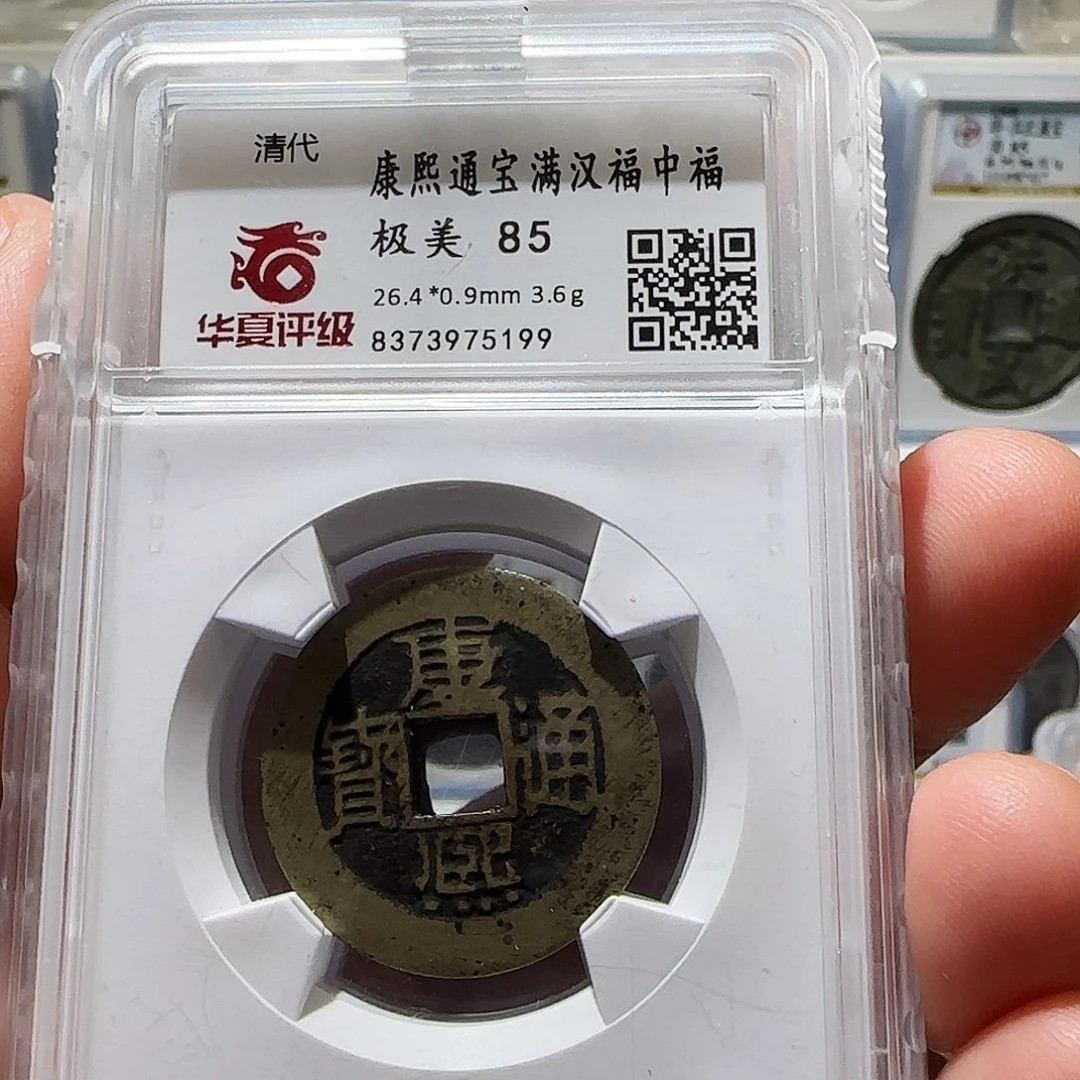 清代
康熙通宝满汉福中福
极美 85
26.4*0.9mm 3.6g
华夏评级
8373975199
康
寶 通
熙